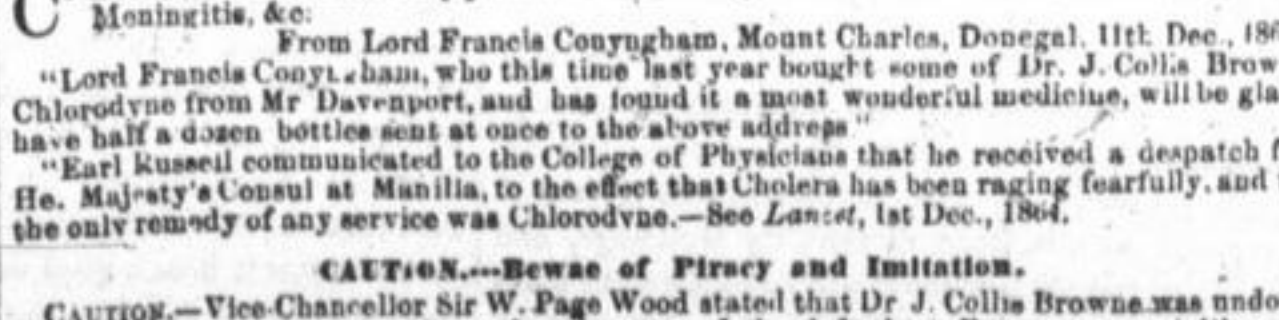 C Meningitis, &c.
From Lord Francis Conyngham, Mount Charles, Donegal, 11th Dec., 186
"Lord Francis Conyngham, who this time last year bought some of Dr. J. Collis Brow
Chlorodyne from Mr Davenport, and has found it a most wonderful medicine, will be gla
have half a dozen bottles sent at once to the above address"
"Earl Russell communicated to the College of Physicians that he received a despatch f
He. Majesty's Consul at Manilla, to the effect that Cholera has been raging fearfully, and
the only remedy of any service was Chlorodyne.—See Lancet, 1st Dec., 1864.
CAUTION.—Bewae of Piracy and Imitation.
CAUTION.—Vice-Chancellor Sir W. Page Wood stated that Dr J. Collis Browne was undo